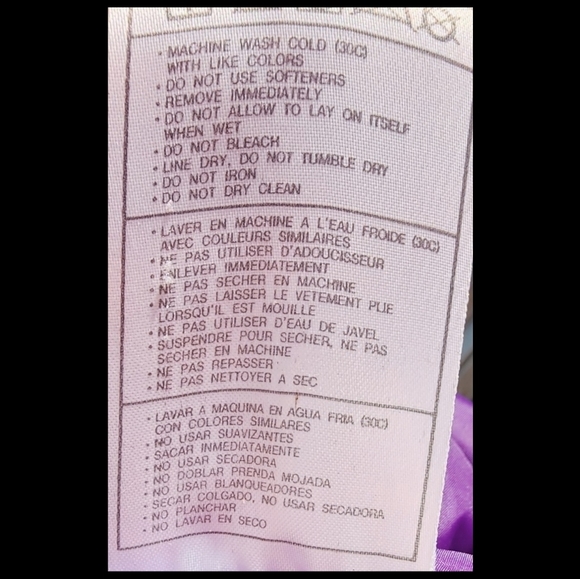 • MACHINE WASH COLD (30C)
WITH LIKE COLORS
• DO NOT USE SOFTENERS
• REMOVE IMMEDIATELY
• DO NOT ALLOW TO LAY ON ITSELF
WHEN WET
• DO NOT BLEACH
• LINE DRY, DO NOT TUMBLE DRY
• DO NOT IRON
• DO NOT DRY CLEAN
• LAVER EN MACHINE A L'EAU FROIDE (30C)
AVEC COULEURS SIMILAIRES
• NE PAS UTILISER D'ADOUCISSEUR
• ENLEVER IMMEDIATEMENT
• NE PAS SECHER EN MACHINE
• NE PAS LAISSER LE VETEMENT PLIE
LORSQU'IL EST MOUILLE
• NE PAS UTILISER D'EAU DE JAVEL
• SUSPENDRE POUR SECHER, NE PAS
SECHER EN MACHINE
• NE PAS REPASSER
• NE PAS NETTOYER A SEC
• LAVAR A MAQUINA EN AGUA FRIA (30C)
CON COLORES SIMILARES
• NO USAR SUAVIZANTES
• SACAR INMEDIATAMENTE
• NO USAR SECADORA
• NO DOBLAR PRENDA MOJADA
• NO USAR BLANQUEADORES
• SECAR COLGADO, NO USAR SECADORA
• NO PLANCHAR
• NO LAVAR EN SECO